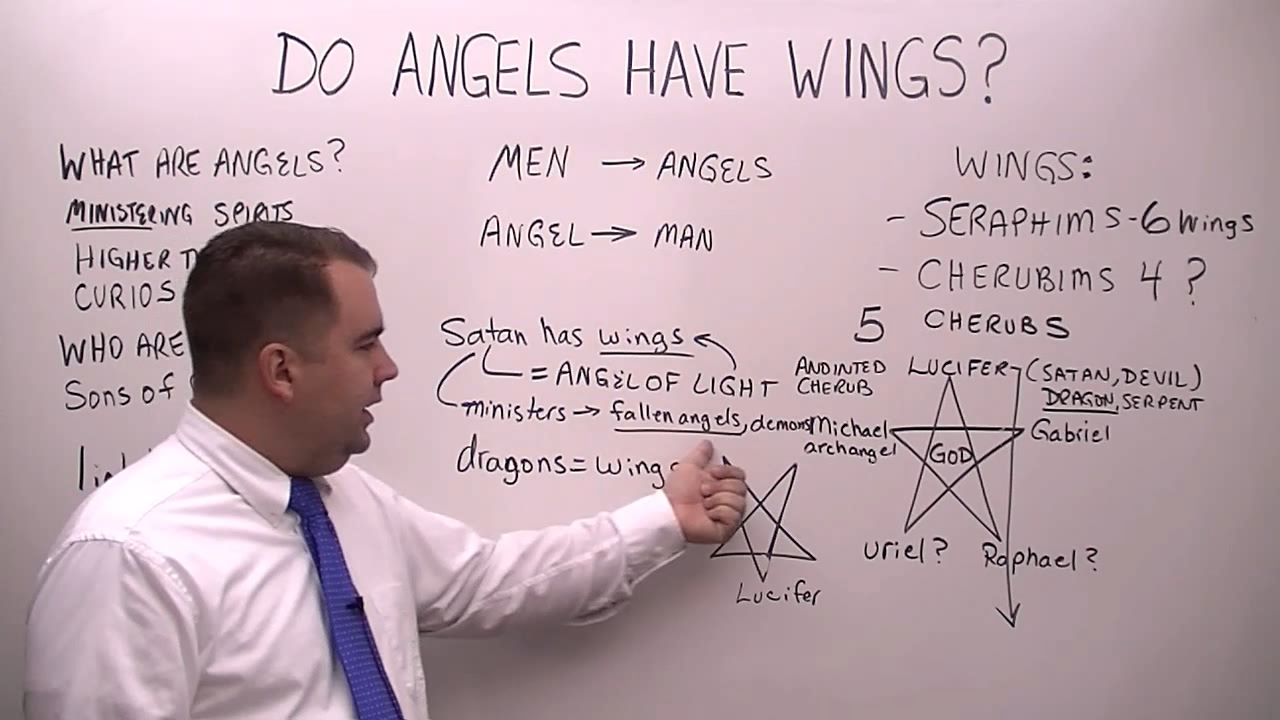 DO ANGELS HAVE WINGS?
WHAT ARE ANGELS?
MINISTERING SPIRITS
HIGHER
CURIOS
WHO ARE
Sons of
MEN → ANGELS
ANGEL → MAN
Satan has wings
= ANGEL OF LIGHT
ministers → fallen angels, demons
dragons = wings
Lucifer
WINGS:
- SERAPHIMS - 6 wings
- CHERUBIMS 4 ?
5 CHERUBS
ANOINTED CHERUB
LUCIFER (SATAN, DEVIL)
DRAGON, SERPENT
Michael archangel
Gabriel
GOD
Uriel?
Raphael?